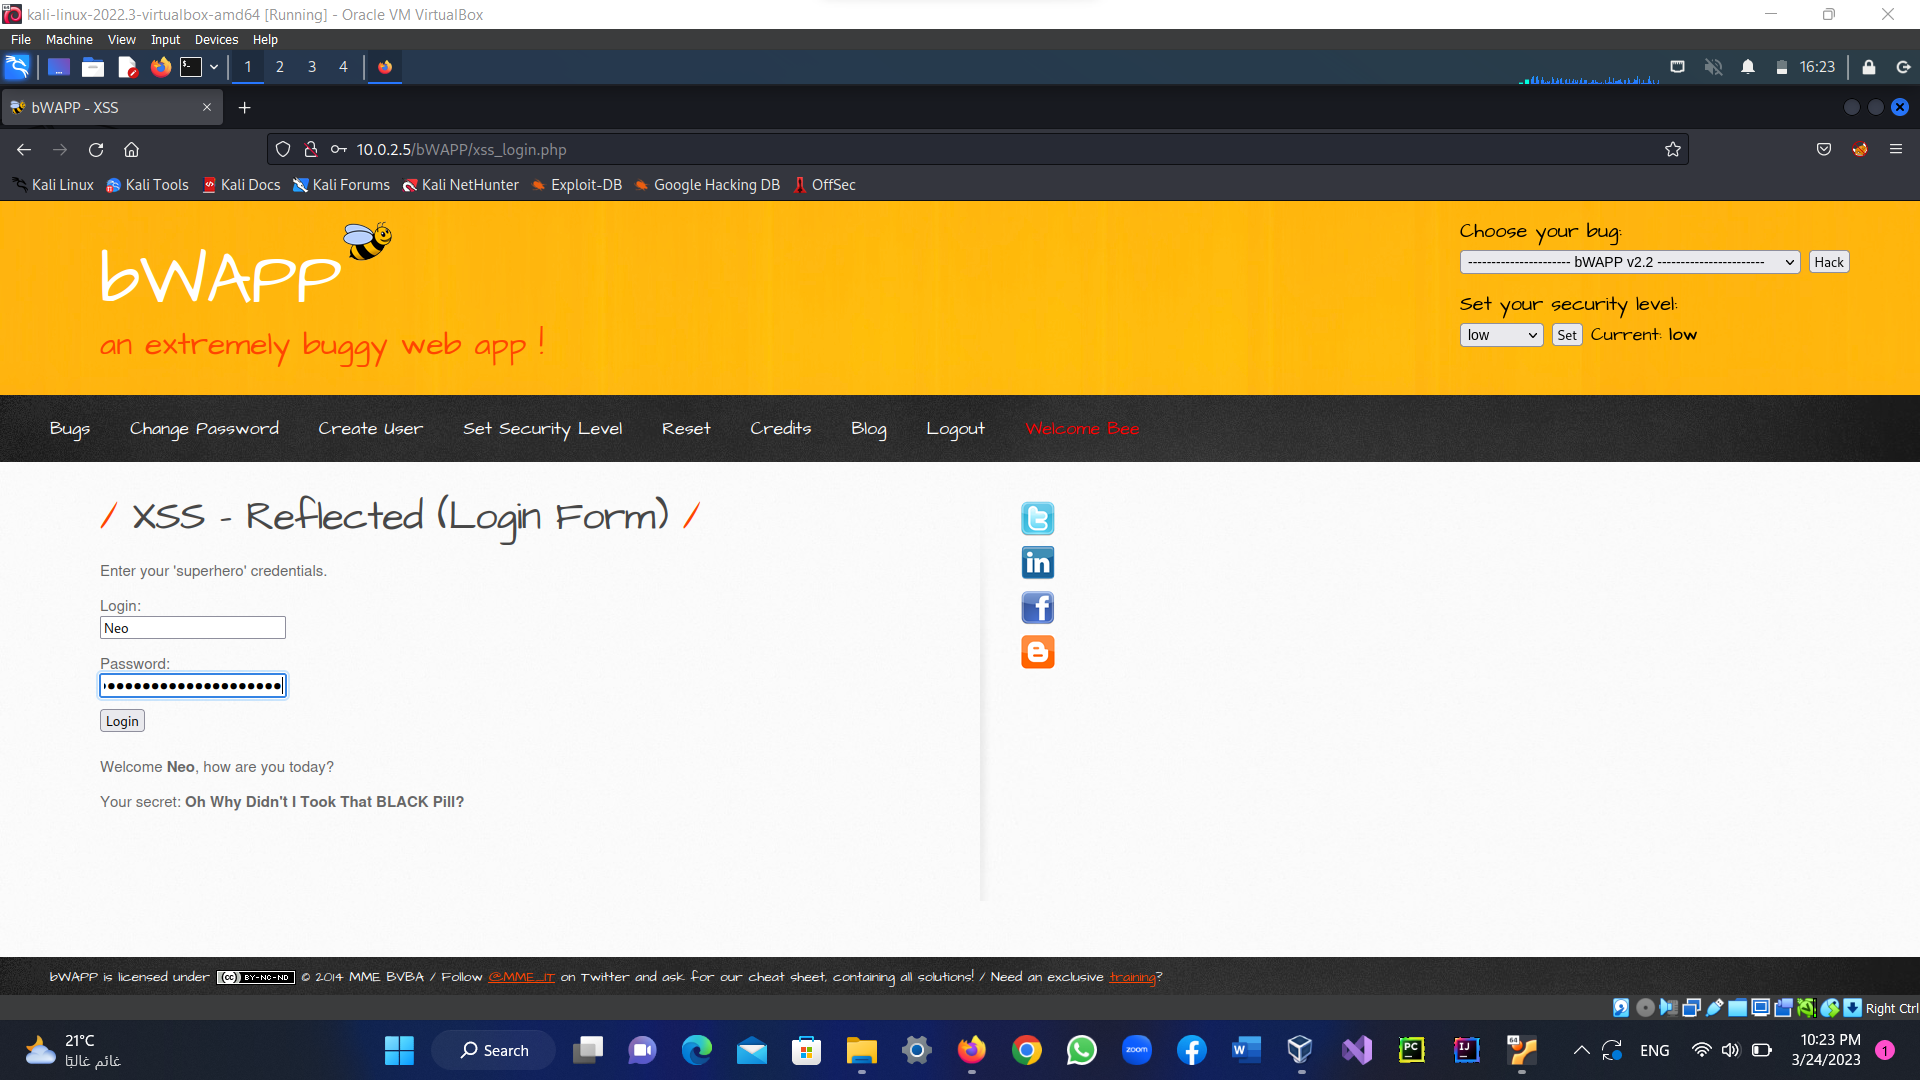 kali-linux-2022.3-virtualbox-amd64 [Running] - Oracle VM VirtualBox
File Machine View Input Devices Help
1 2 3 4 16:23
bWAPP - XSS
10.0.2.5/bWAPP/xss_login.php
Kali Linux Kali Tools Kali Docs Kali Forums Kali NetHunter Exploit-DB Google Hacking DB OffSec
bWAPP
an extremely buggy web app !
Choose your bug:
---------------------- bWAPP v2.2 ----------------------- Hack
Set your security level:
low Set Current: low
Bugs Change Password Create User Set Security Level Reset Credits Blog Logout Welcome Bee
/ XSS - Reflected (Login Form) /
Enter your 'superhero' credentials.
Login:
Neo
Password:
Login
Welcome Neo, how are you today?
Your secret: Oh Why Didn't I Took That BLACK Pill?
bWAPP is licensed under (cc) BY-NC-ND © 2014 MME BVBA / Follow @MME_IT on Twitter and ask for our cheat sheet, containing all solutions! / Need an exclusive training?
Right Ctrl
21°C
غائم غالبًا
Search
zoom
ENG
10:23 PM
3/24/2023
1